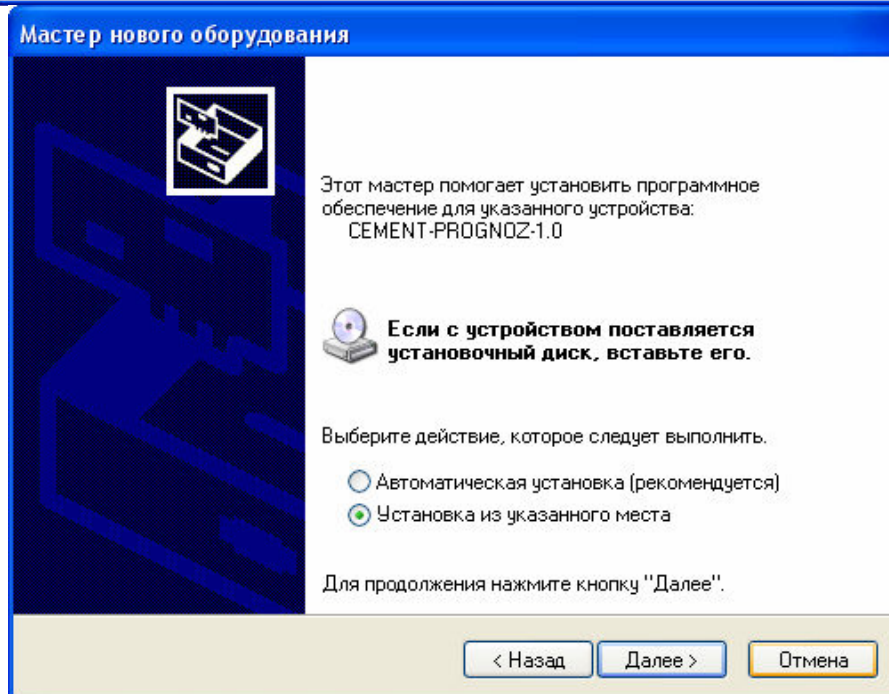 Мастер нового оборудования
Этот мастер помогает установить программное
обеспечение для указанного устройства:
CEMENT-PROGNOZ-1.0
Если с устройством поставляется
установочный диск, вставьте его.
Выберите действие, которое следует выполнить.
Автоматическая установка (рекомендуется)
Установка из указанного места
Для продолжения нажмите кнопку "Далее".
< Назад Далее > Отмена